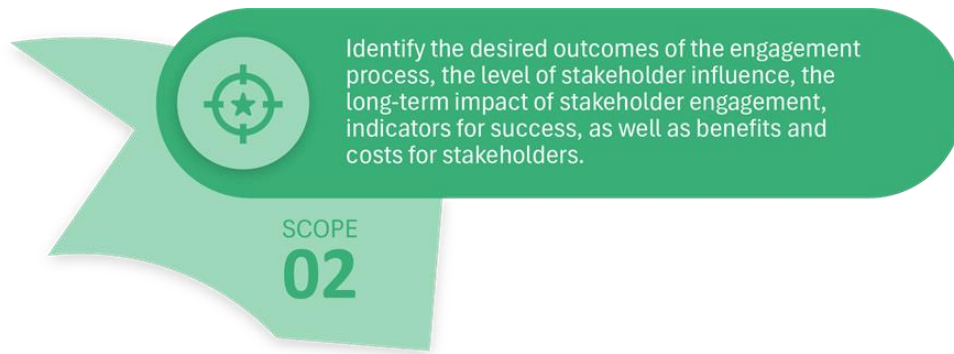 Identify the desired outcomes of the engagement
process, the level of stakeholder influence, the
long-term impact of stakeholder engagement,
indicators for success, as well as benefits and
costs for stakeholders.
SCOPE
02